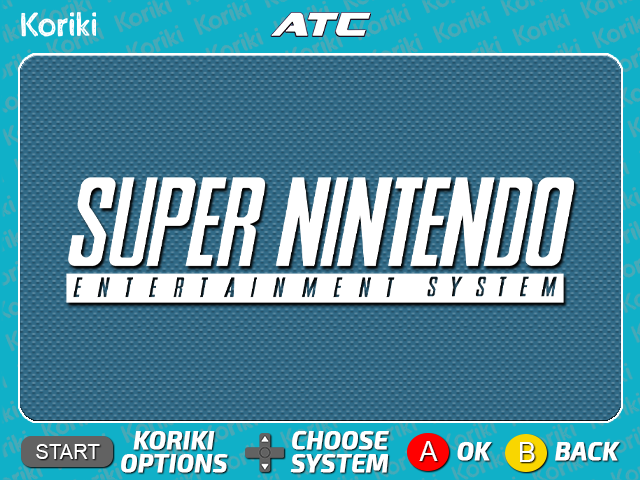 Koriki
ATC
SUPER NINTENDO
ENTERTAINMENT SYSTEM
START
KORIKI
OPTIONS
CHOOSE
SYSTEM
A OK
B BACK